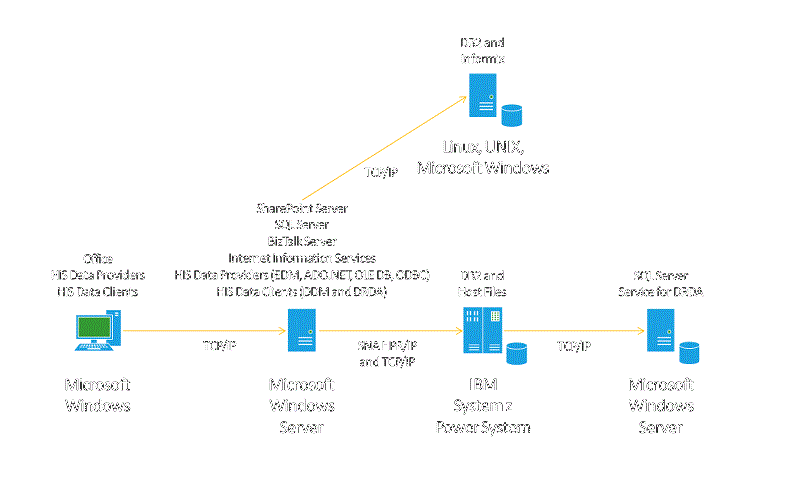 DB2 and
Informix
Linux, UNIX,
Microsoft Windows
TCP/IP
SharePoint Server
SQL Server
BizTalk Server
Internet Information Services
HIS Data Providers (EDM, ADO.NET, OLE DB, ODBC)
HIS Data Clients (DDM and DRDA)
Office
HIS Data Providers
HIS Data Clients
DB2 and
Host Files
SQL Server
Service for DRDA
TCP/IP
SNA HPR/IP
and TCP/IP
TCP/IP
Microsoft
Windows
Microsoft
Windows
Server
IBM
System z
Power System
Microsoft
Windows
Server